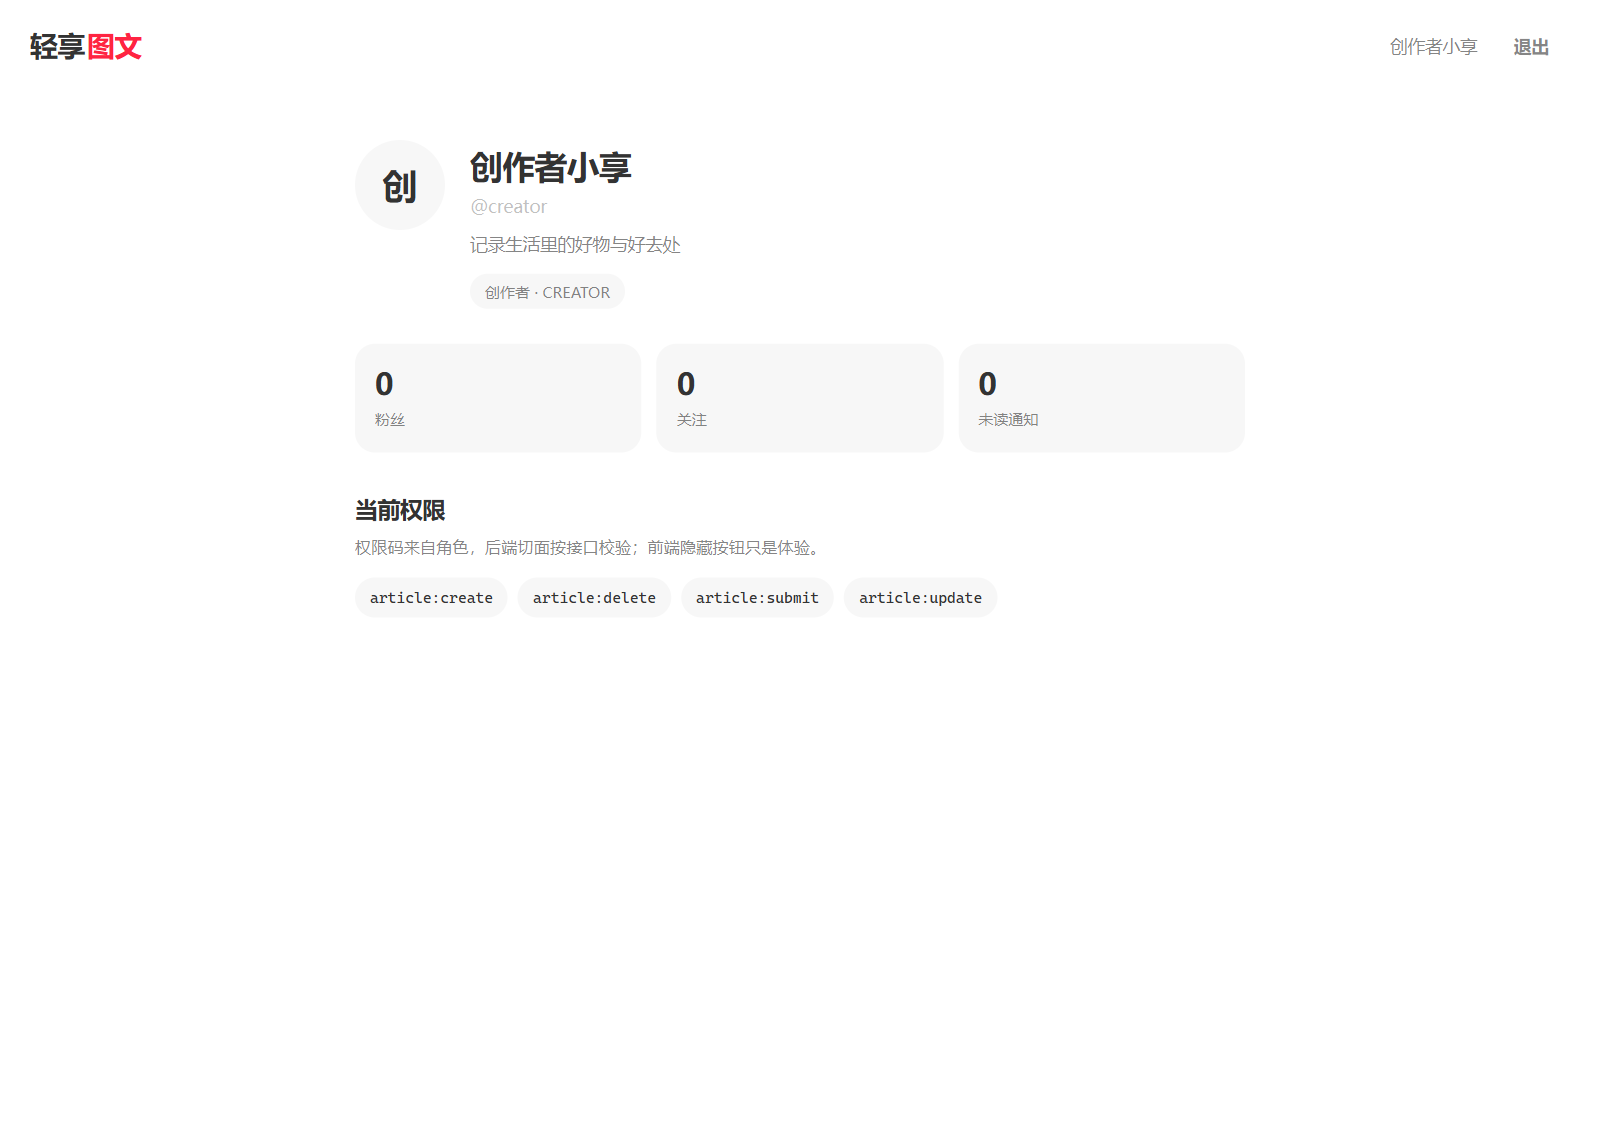 轻享图文
创作者小享 退出
创
创作者小享
@creator
记录生活里的好物与好去处
创作者 · CREATOR
0 0 0
粉丝 关注 未读通知
当前权限
权限码来自角色，后端切面按接口校验；前端隐藏按钮只是体验。
article:create article:delete article:submit article:update